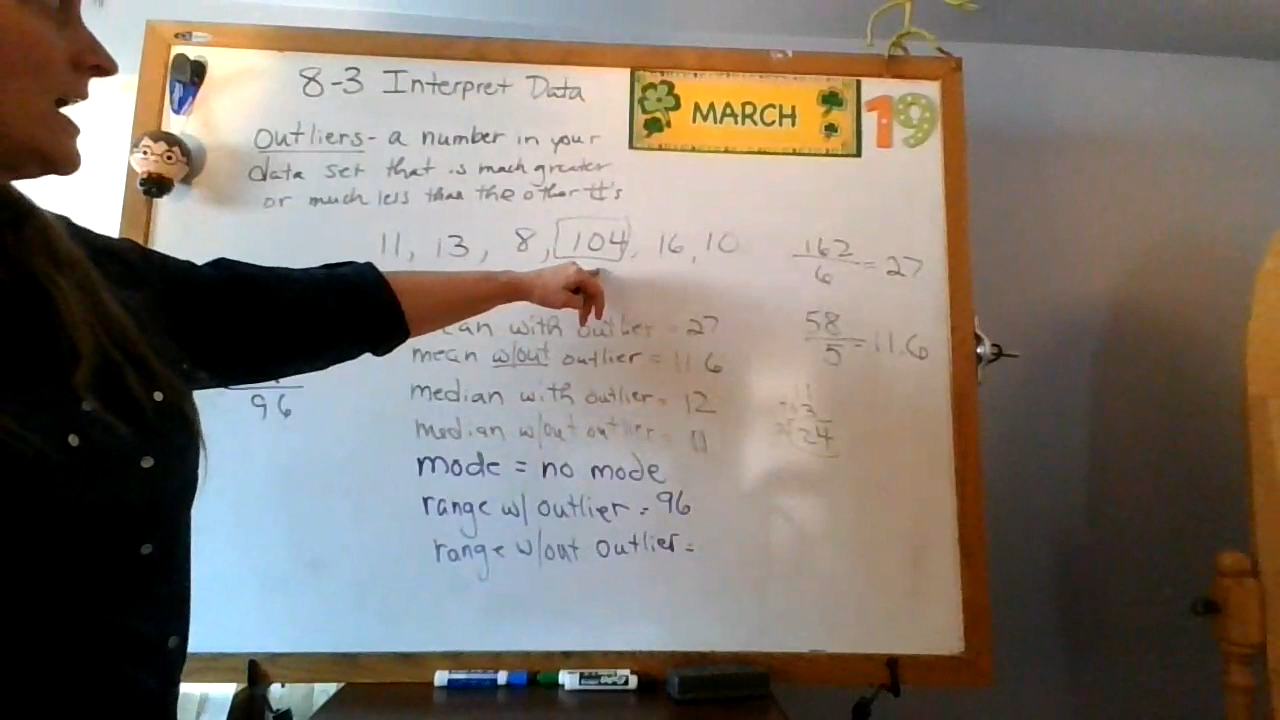 8-3 Interpret Data
MARCH 19
Outliers - a number in your
data set that is much greater
or much less than the other #'s
11, 13, 8, 104, 16, 10
162
6 = 27
mean with outlier = 27
58
5 = 11.6
mean w/out outlier = 11.6
96
median with outlier = 12
24
median w/out outlier = 11
mode = no mode
range w/ outlier = 96
range w/out outlier =
Expo